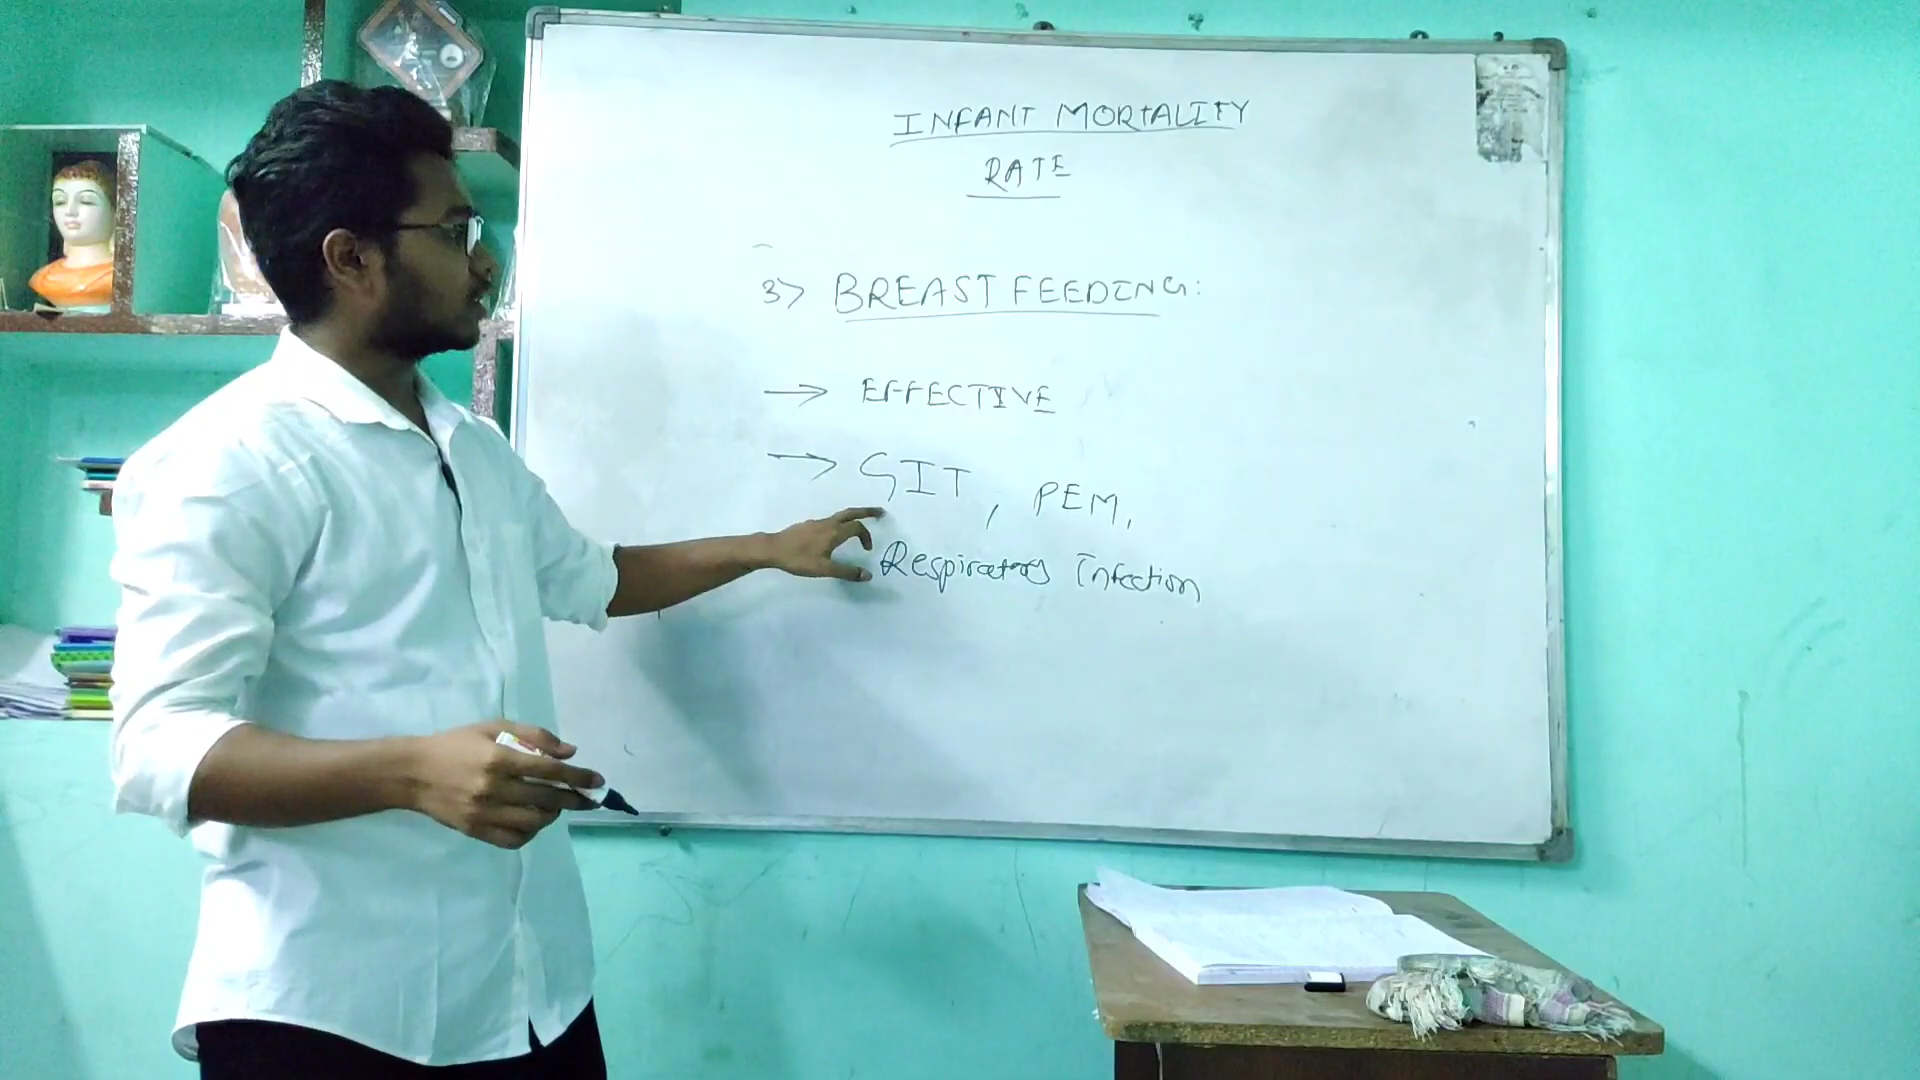 INFANT MORTALITY
RATE
3> BREAST FEEDING:
→ EFFECTIVE
→ GIT, PEM,
Respiratory Infection